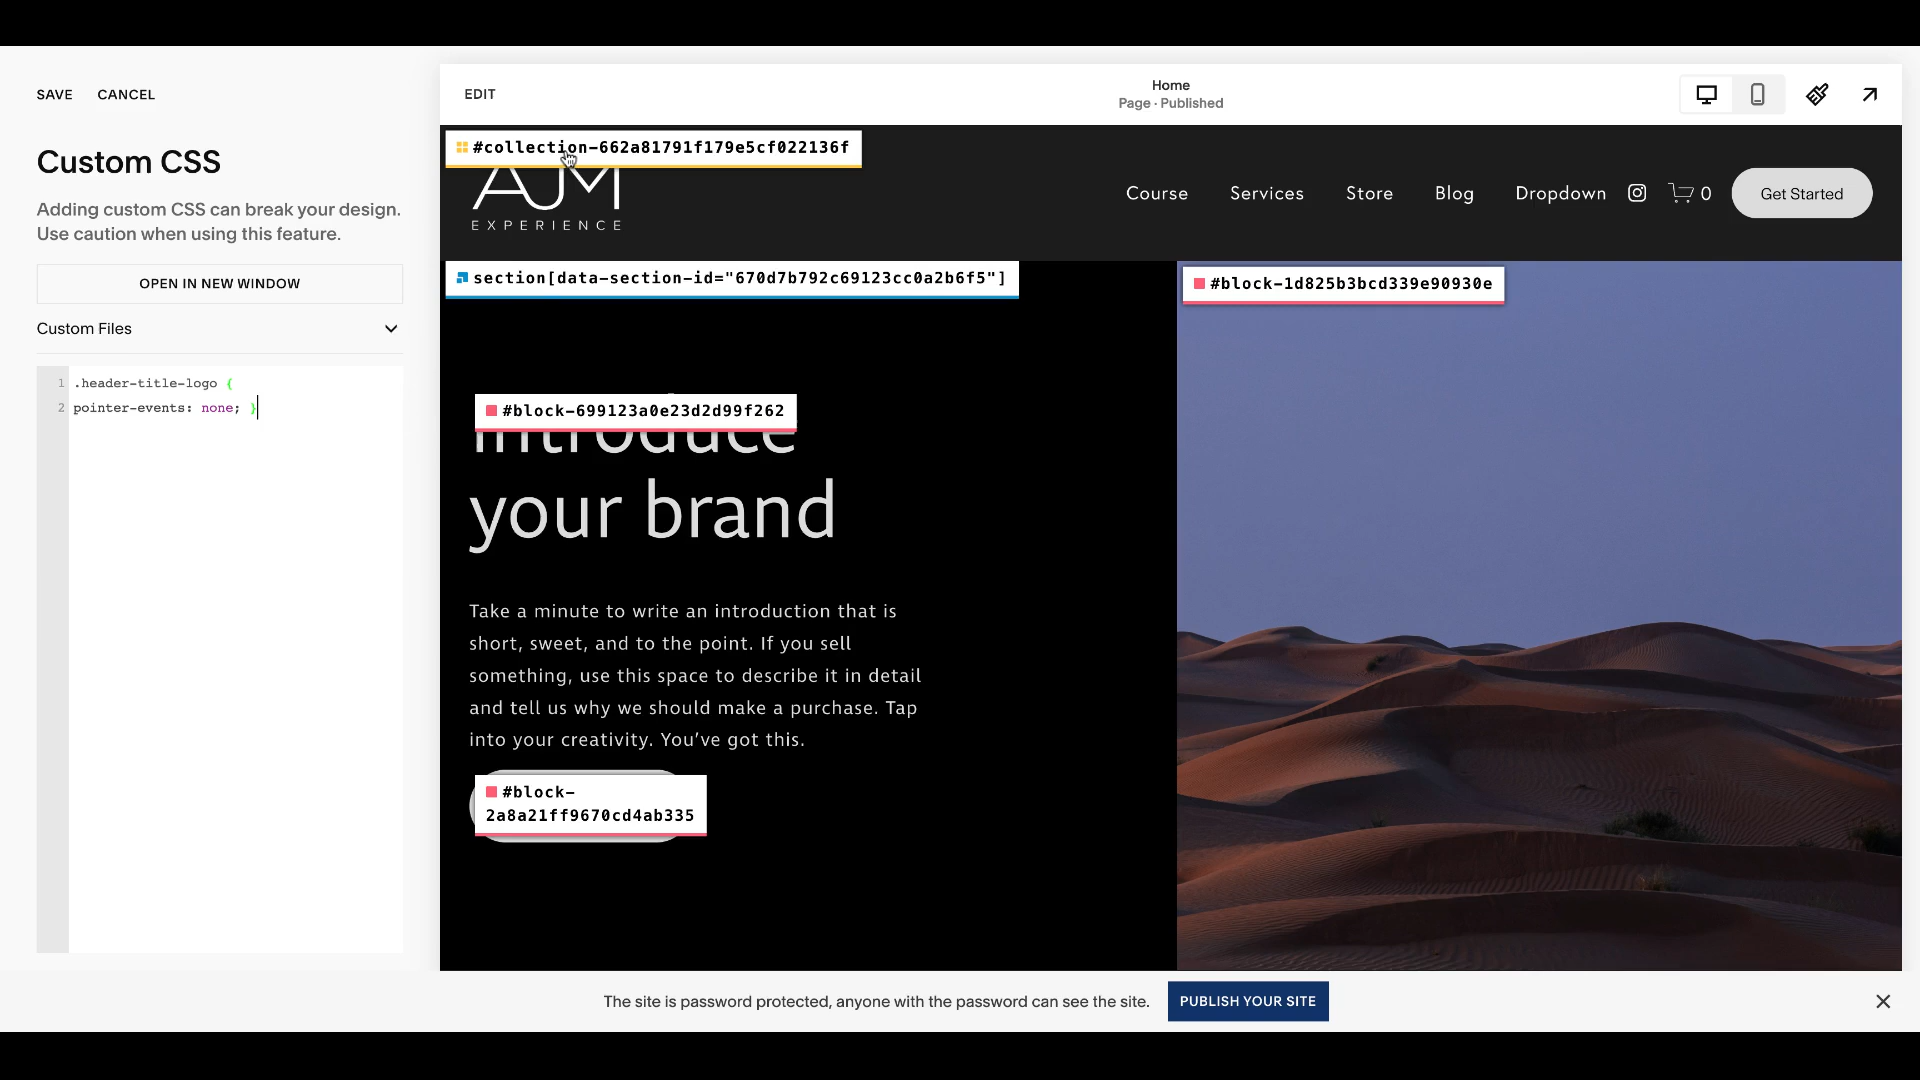 SAVE CANCEL
Custom CSS
Adding custom CSS can break your design.
Use caution when using this feature.
OPEN IN NEW WINDOW
Custom Files
1 .header-title-logo {
2 pointer-events: none; }
EDIT
Home
Page · Published
#collection-662a81791f179e5cf022136f
AJM
EXPERIENCE
Course Services Store Blog Dropdown 0 Get Started
section[data-section-id="670d7b792c69123cc0a2b6f5"]
#block-1d825b3bcd339e90930e
#block-699123a0e23d2d99f262
Introduce
your brand
Take a minute to write an introduction that is
short, sweet, and to the point. If you sell
something, use this space to describe it in detail
and tell us why we should make a purchase. Tap
into your creativity. You’ve got this.
#block-
2a8a21ff9670cd4ab335
The site is password protected, anyone with the password can see the site. PUBLISH YOUR SITE